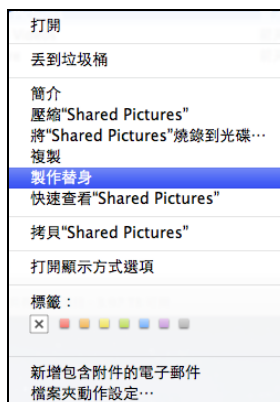 打開
丟到垃圾桶
簡介
壓縮“Shared Pictures”
將“Shared Pictures”燒錄到光碟⋯
複製
製作替身
快速查看“Shared Pictures”
拷貝“Shared Pictures”
打開顯示方式選項
標籤：
新增包含附件的電子郵件
檔案夾動作設定⋯